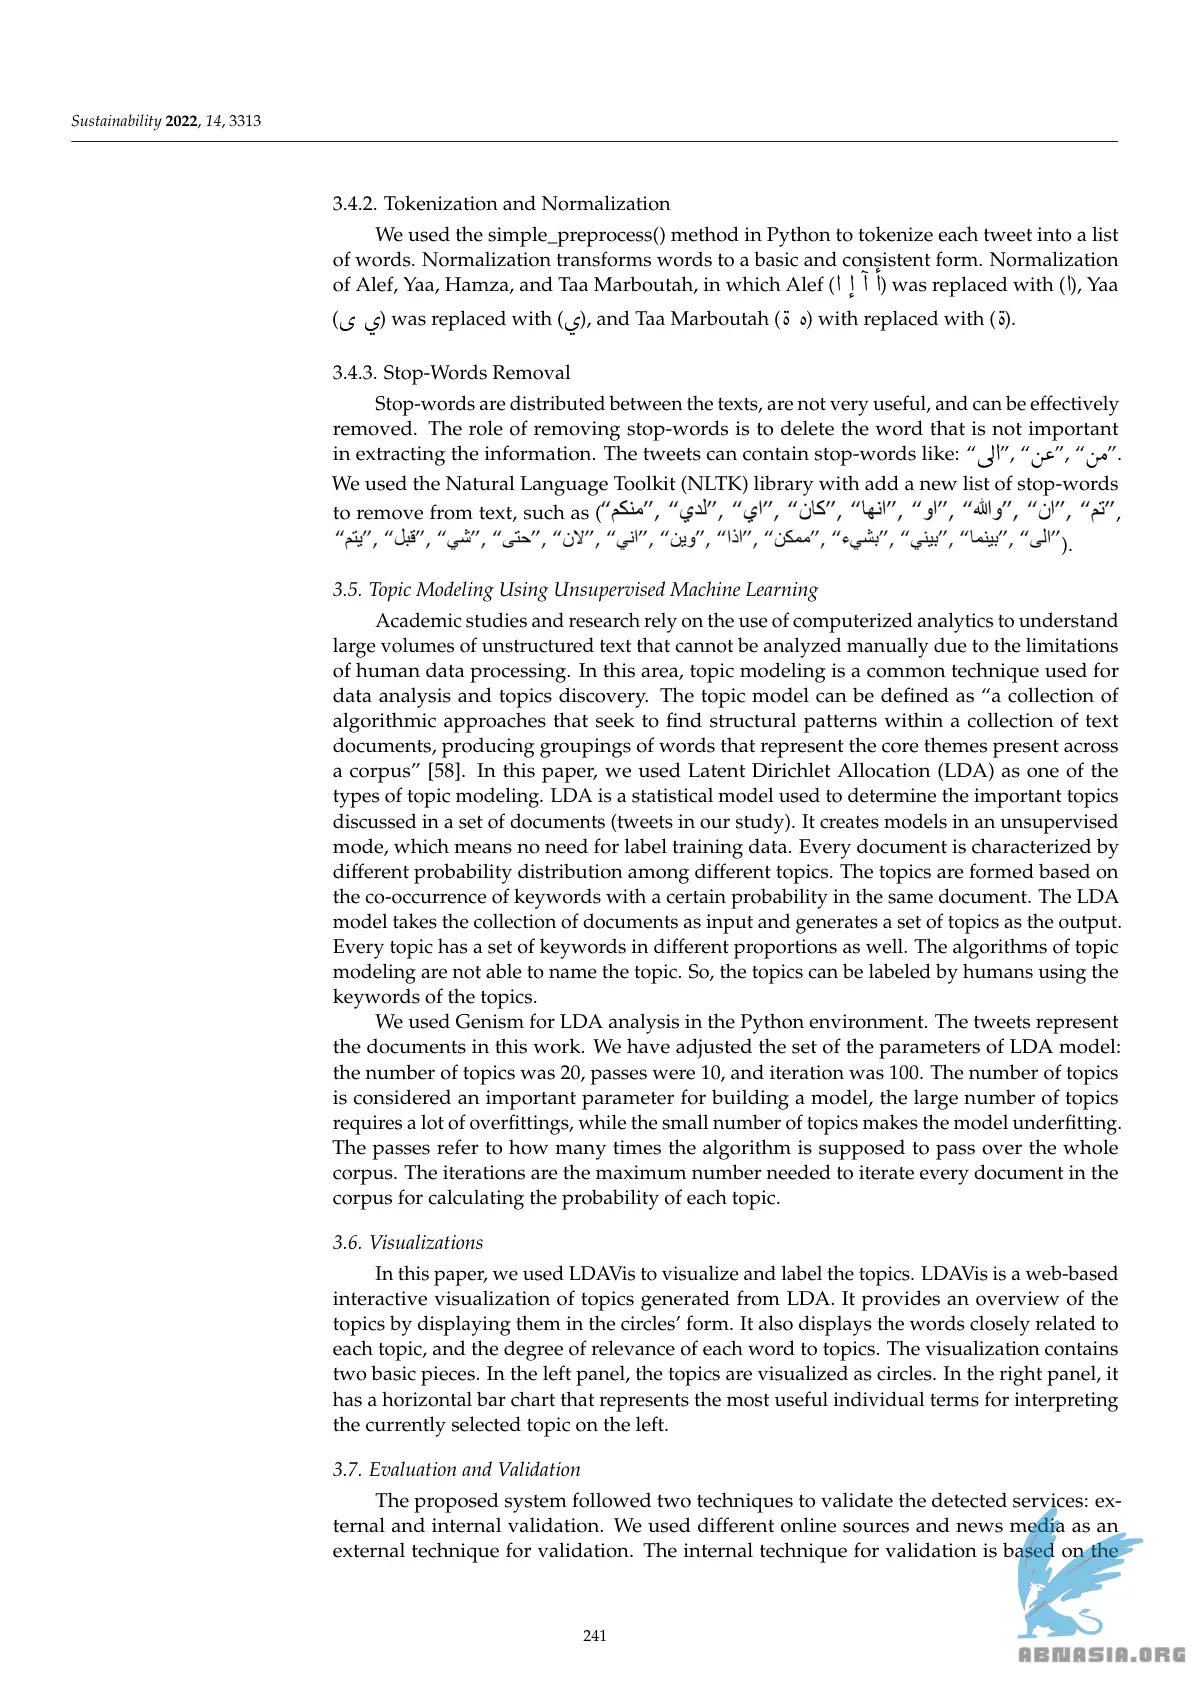 Sustainability 2022, 14, 3313
3.4.2. Tokenization and Normalization
We used the simple_preprocess() method in Python to tokenize each tweet into a list
of words. Normalization transforms words to a basic and consistent form. Normalization
of Alef, Yaa, Hamza, and Taa Marboutah, in which Alef (أ آ إ ا) was replaced with (ا), Yaa
(ي ى) was replaced with (ي), and Taa Marboutah (ه ة) with replaced with (ة).
3.4.3. Stop-Words Removal
Stop-words are distributed between the texts, are not very useful, and can be effectively
removed. The role of removing stop-words is to delete the word that is not important
in extracting the information. The tweets can contain stop-words like: “الى”, “عن”, “من”.
We used the Natural Language Toolkit (NLTK) library with add a new list of stop-words
to remove from text, such as (“منكم”, “لدي”, “اي”, “كان”, “انها”, “او”, “والله”, “ان”, “تم”,
“يتم”, “قبل”, “شي”, “حتى”, “لان”, “اني”, “وين”, “اذا”, “ممكن”, “بشيء”, “بيني”, “بينما”, “الى”).
3.5. Topic Modeling Using Unsupervised Machine Learning
Academic studies and research rely on the use of computerized analytics to understand
large volumes of unstructured text that cannot be analyzed manually due to the limitations
of human data processing. In this area, topic modeling is a common technique used for
data analysis and topics discovery. The topic model can be defined as “a collection of
algorithmic approaches that seek to find structural patterns within a collection of text
documents, producing groupings of words that represent the core themes present across
a corpus” [58]. In this paper, we used Latent Dirichlet Allocation (LDA) as one of the
types of topic modeling. LDA is a statistical model used to determine the important topics
discussed in a set of documents (tweets in our study). It creates models in an unsupervised
mode, which means no need for label training data. Every document is characterized by
different probability distribution among different topics. The topics are formed based on
the co-occurrence of keywords with a certain probability in the same document. The LDA
model takes the collection of documents as input and generates a set of topics as the output.
Every topic has a set of keywords in different proportions as well. The algorithms of topic
modeling are not able to name the topic. So, the topics can be labeled by humans using the
keywords of the topics.
We used Genism for LDA analysis in the Python environment. The tweets represent
the documents in this work. We have adjusted the set of the parameters of LDA model:
the number of topics was 20, passes were 10, and iteration was 100. The number of topics
is considered an important parameter for building a model, the large number of topics
requires a lot of overfittings, while the small number of topics makes the model underfitting.
The passes refer to how many times the algorithm is supposed to pass over the whole
corpus. The iterations are the maximum number needed to iterate every document in the
corpus for calculating the probability of each topic.
3.6. Visualizations
In this paper, we used LDAVis to visualize and label the topics. LDAVis is a web-based
interactive visualization of topics generated from LDA. It provides an overview of the
topics by displaying them in the circles’ form. It also displays the words closely related to
each topic, and the degree of relevance of each word to topics. The visualization contains
two basic pieces. In the left panel, the topics are visualized as circles. In the right panel, it
has a horizontal bar chart that represents the most useful individual terms for interpreting
the currently selected topic on the left.
3.7. Evaluation and Validation
The proposed system followed two techniques to validate the detected services: ex-
ternal and internal validation. We used different online sources and news media as an
external technique for validation. The internal technique for validation is based on the
241
ABNASIA.ORG